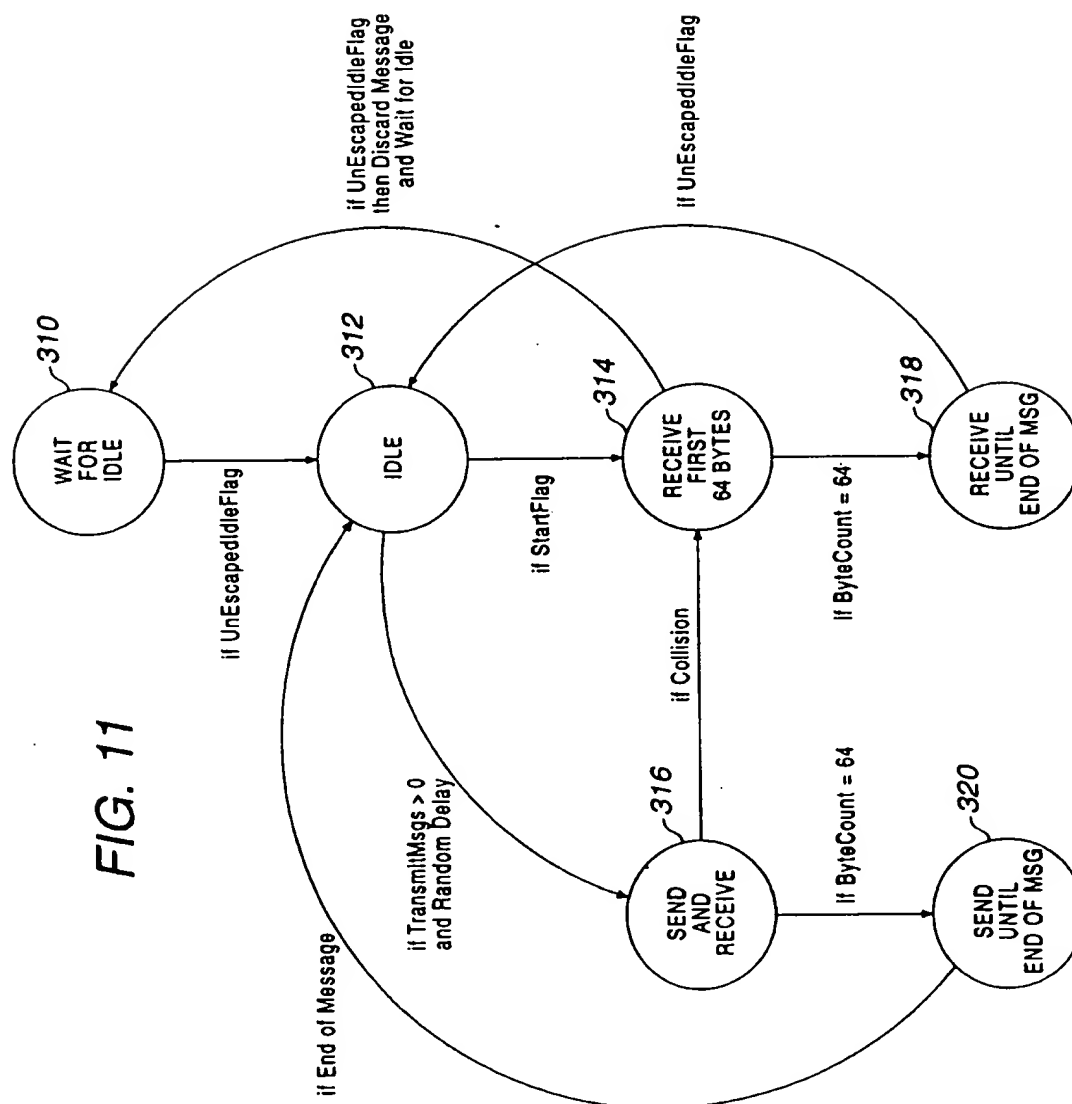 FIG. 11
WAIT
FOR
IDLE
310
if UnEscapedIdleFlag
IDLE
312
if UnEscapedIdleFlag
then Discard Message
and Wait for Idle
if StartFlag
RECEIVE
FIRST
64 BYTES
314
if UnEscapedIdleFlag
If ByteCount = 64
RECEIVE
UNTIL
END OF MSG
318
if Collision
if TransmitMsgs > 0
and Random Delay
SEND
AND
RECEIVE
316
If ByteCount = 64
SEND
UNTIL
END OF MSG
320
if End of Message